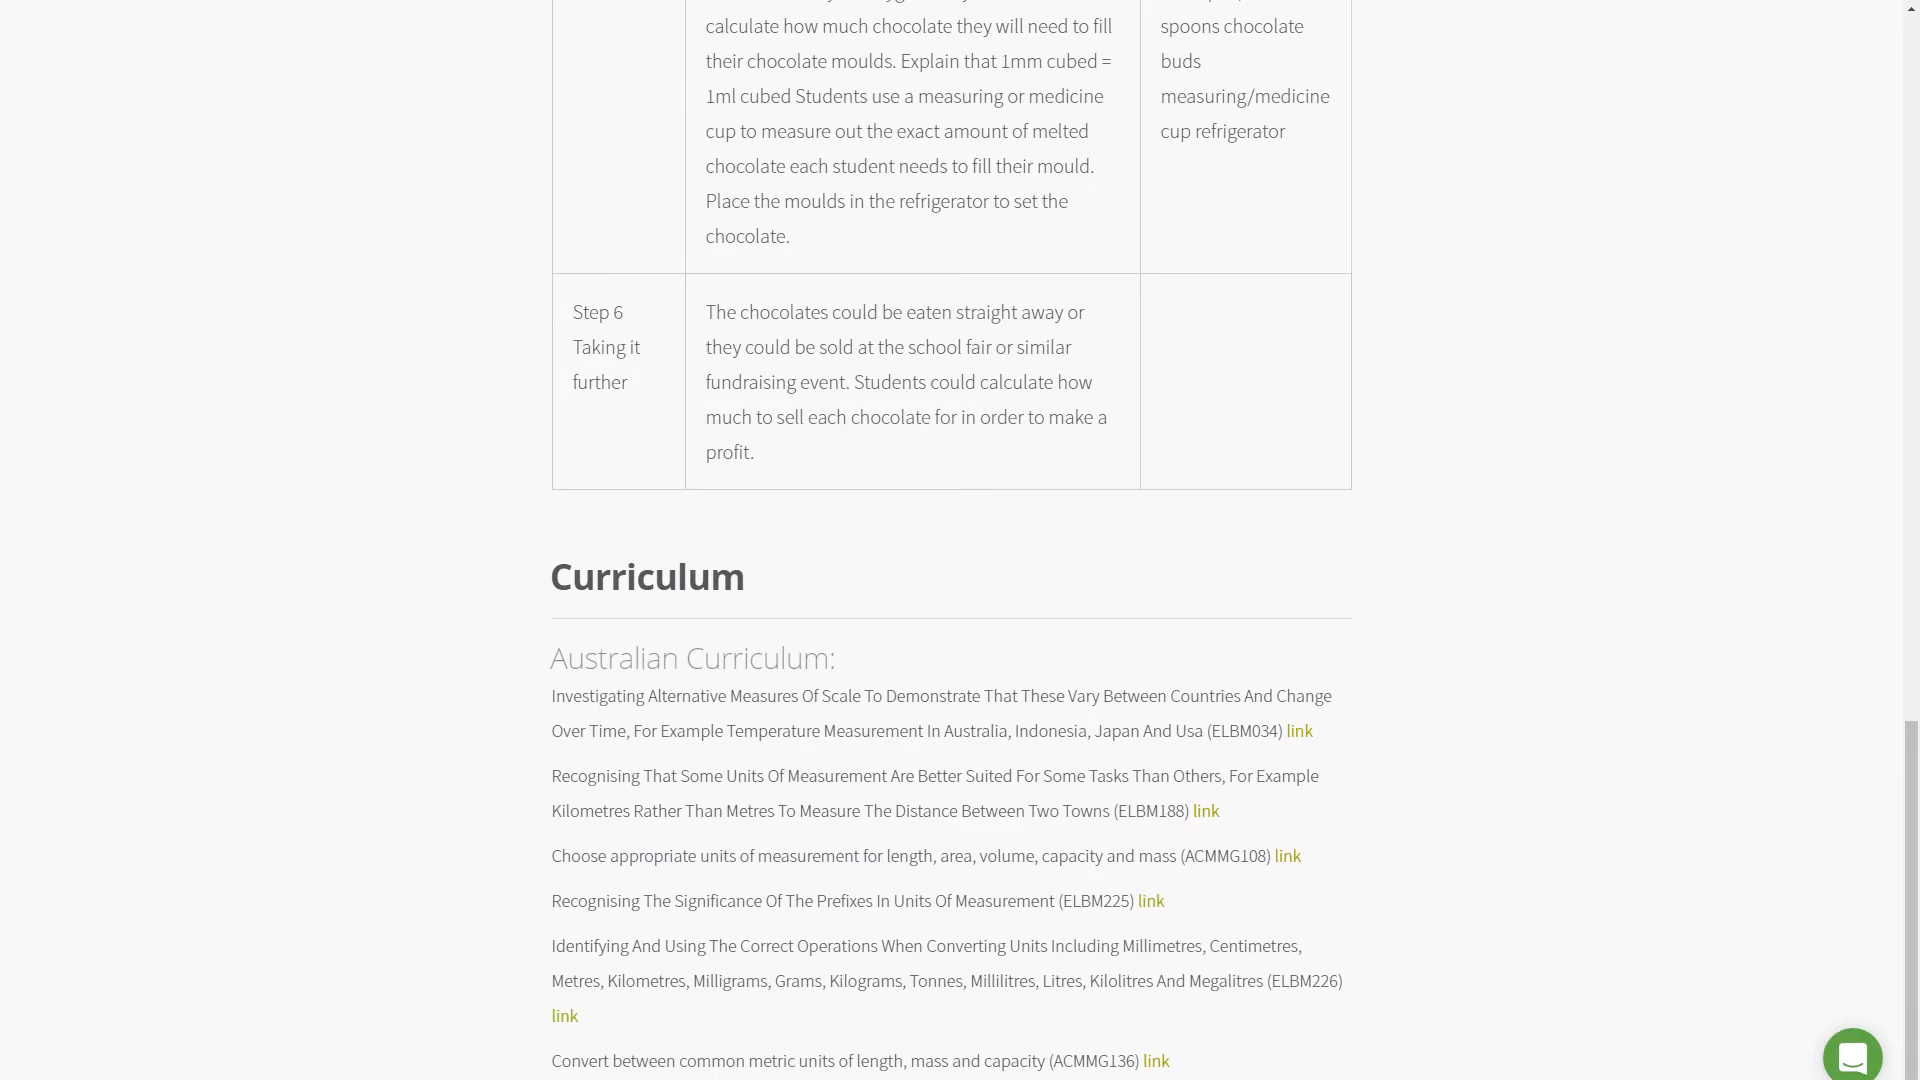 calculate how much chocolate they will need to fill
their chocolate moulds. Explain that 1mm cubed =
1ml cubed Students use a measuring or medicine
cup to measure out the exact amount of melted
chocolate each student needs to fill their mould.
Place the moulds in the refrigerator to set the
chocolate.
spoons chocolate
buds
measuring/medicine
cup refrigerator
Step 6
Taking it
further
The chocolates could be eaten straight away or
they could be sold at the school fair or similar
fundraising event. Students could calculate how
much to sell each chocolate for in order to make a
profit.
Curriculum
Australian Curriculum:
Investigating Alternative Measures Of Scale To Demonstrate That These Vary Between Countries And Change
Over Time, For Example Temperature Measurement In Australia, Indonesia, Japan And Usa (ELBM034) link
Recognising That Some Units Of Measurement Are Better Suited For Some Tasks Than Others, For Example
Kilometres Rather Than Metres To Measure The Distance Between Two Towns (ELBM188) link
Choose appropriate units of measurement for length, area, volume, capacity and mass (ACMMG108) link
Recognising The Significance Of The Prefixes In Units Of Measurement (ELBM225) link
Identifying And Using The Correct Operations When Converting Units Including Millimetres, Centimetres,
Metres, Kilometres, Milligrams, Grams, Kilograms, Tonnes, Millilitres, Litres, Kilolitres And Megalitres (ELBM226)
link
Convert between common metric units of length, mass and capacity (ACMMG136) link